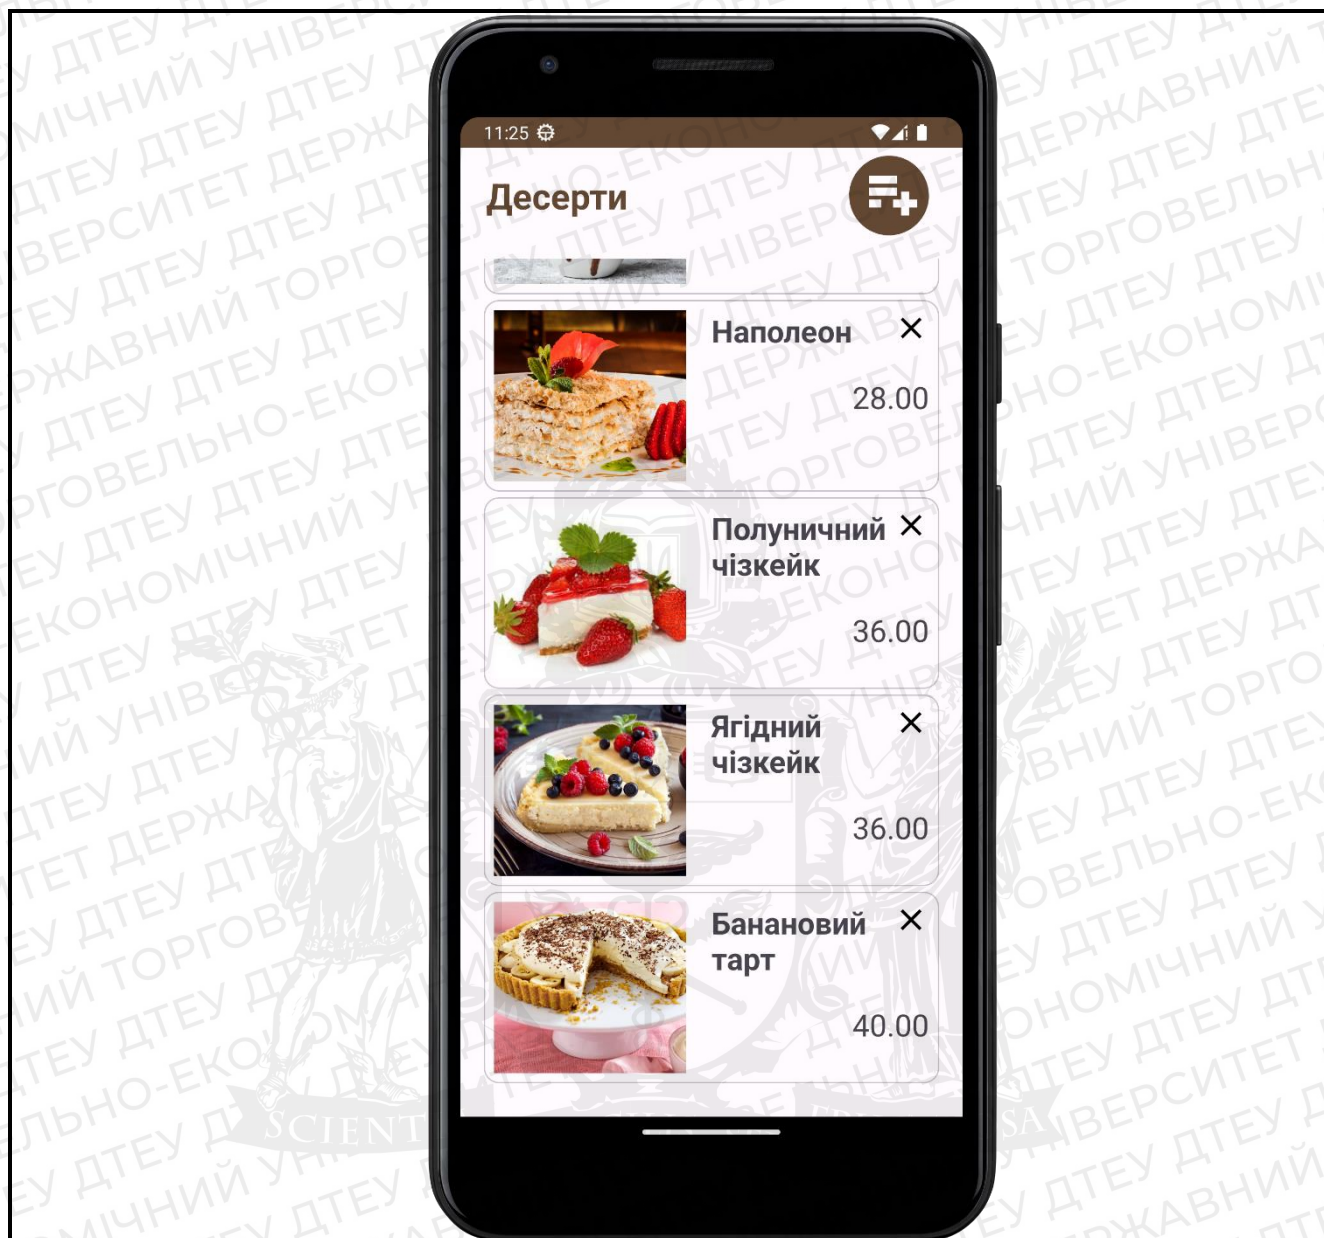 11:25
Десерти
Наполеон
28.00
Полуничний
чізкейк
36.00
Ягідний
чізкейк
36.00
Банановий
тарт
40.00